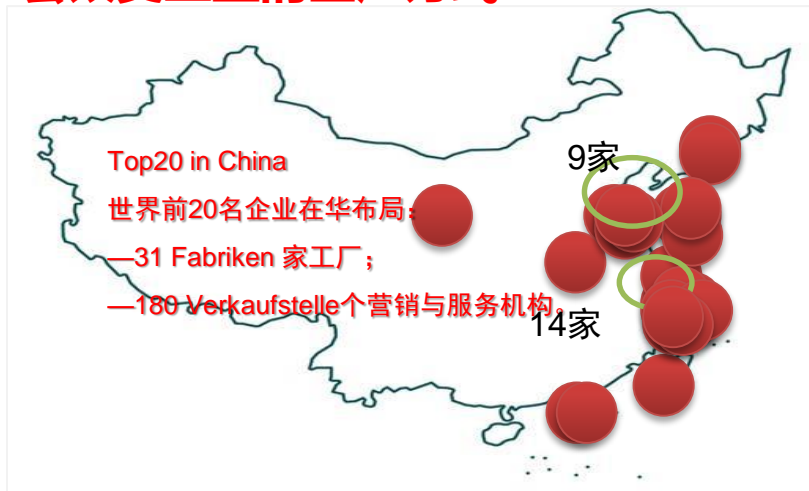 Top20 in China
世界前20名企业在华布局：
—31 Fabriken 家工厂；
—180 Verkaufstelle个营销与服务机构。
9家
14家